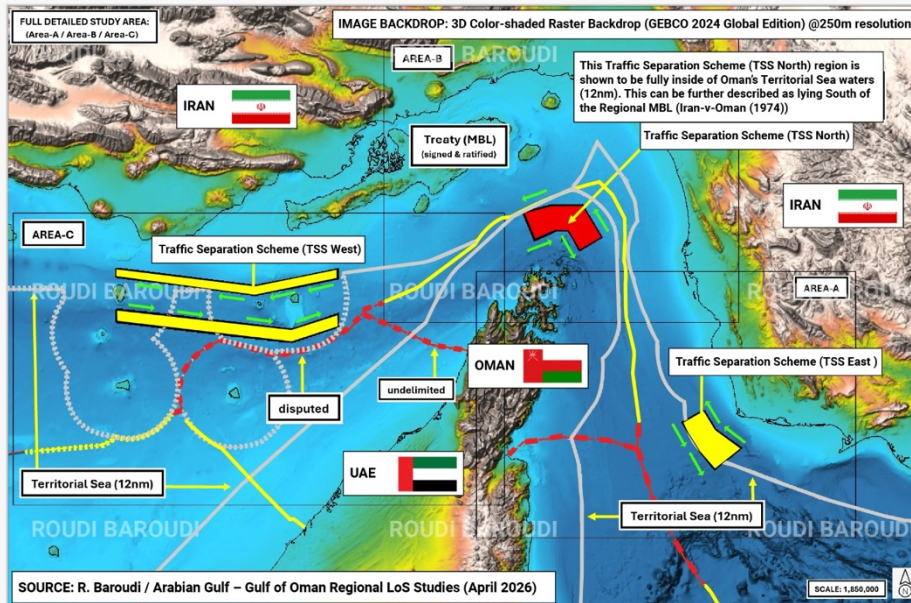 FULL DETAILED STUDY AREA:
(Area-A / Area-B / Area-C)
IMAGE BACKDROP: 3D Color-shaded Raster Backdrop (GEBCO 2024 Global Edition) @250m resolution
ROUDI BAROUDI
ROUDI BAROUDI
ROUDI BAROUDI
AREA-B
This Traffic Separation Scheme (TSS North) region is
shown to be fully inside of Oman's Territorial Sea waters
(12nm). This can be further described as lying South of
the Regional MBL (Iran-v-Oman (1974))
IRAN
Treaty (MBL)
(signed & ratified)
Traffic Separation Scheme (TSS North)
IRAN
AREA-C
Traffic Separation Scheme (TSS West)
ROUDI BAROUDI
ROUDI BAROUDI
ROUDI BAROUDI
AREA-A
OMAN
Traffic Separation Scheme (TSS East )
undelimited
disputed
UAE
Territorial Sea (12nm)
Territorial Sea (12nm)
ROUDI BAROUDI
ROUDI BAROUDI
ROUDI BAROUDI
SOURCE: R. Baroudi / Arabian Gulf – Gulf of Oman Regional LoS Studies (April 2026)
SCALE: 1:850,000
N